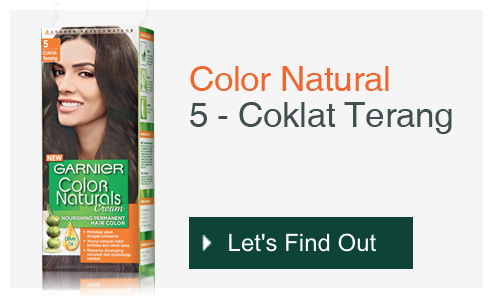 5
Coklat
Terang
NEW
GARNIER
Color
Naturals
Cream
NOURISHING PERMANENT
HAIR COLOR
Color Natural
5 - Coklat Terang
Let's Find Out